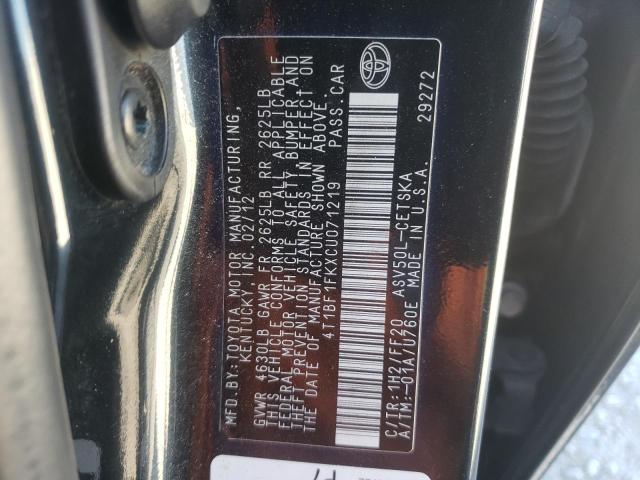 MFD. BY: TOYOTA MOTOR MANUFACTURING,
KENTUCKY, INC. 02/12
GVWR 4630LB GAWR FR 2625LB RR 2625LB
THIS VEHICLE CONFORMS TO ALL APPLICABLE
FEDERAL MOTOR VEHICLE SAFETY, BUMPER AND
THEFT PREVENTION STANDARDS IN EFFECT ON
THE DATE OF MANUFACTURE SHOWN ABOVE.
4T1BF1FKXCU071219 PASS. CAR
C/TR: 1H2/FF20 ASV50L-CETSKA
A/TM: -01A/U760E MADE IN U.S.A. 29272